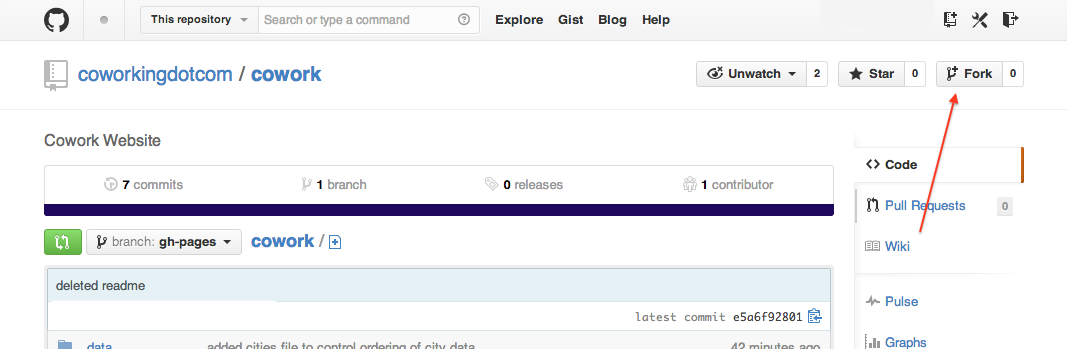 This repository Search or type a command Explore Gist Blog Help
coworkingdotcom / cowork Unwatch 2 Star 0 Fork 0
Cowork Website
7 commits 1 branch 0 releases 1 contributor
Code
Pull Requests 0
Wiki
Pulse
Graphs
branch: gh-pages cowork /
deleted readme
latest commit e5a6f92801
data added cities file to control ordering of city data 42 minutes ago